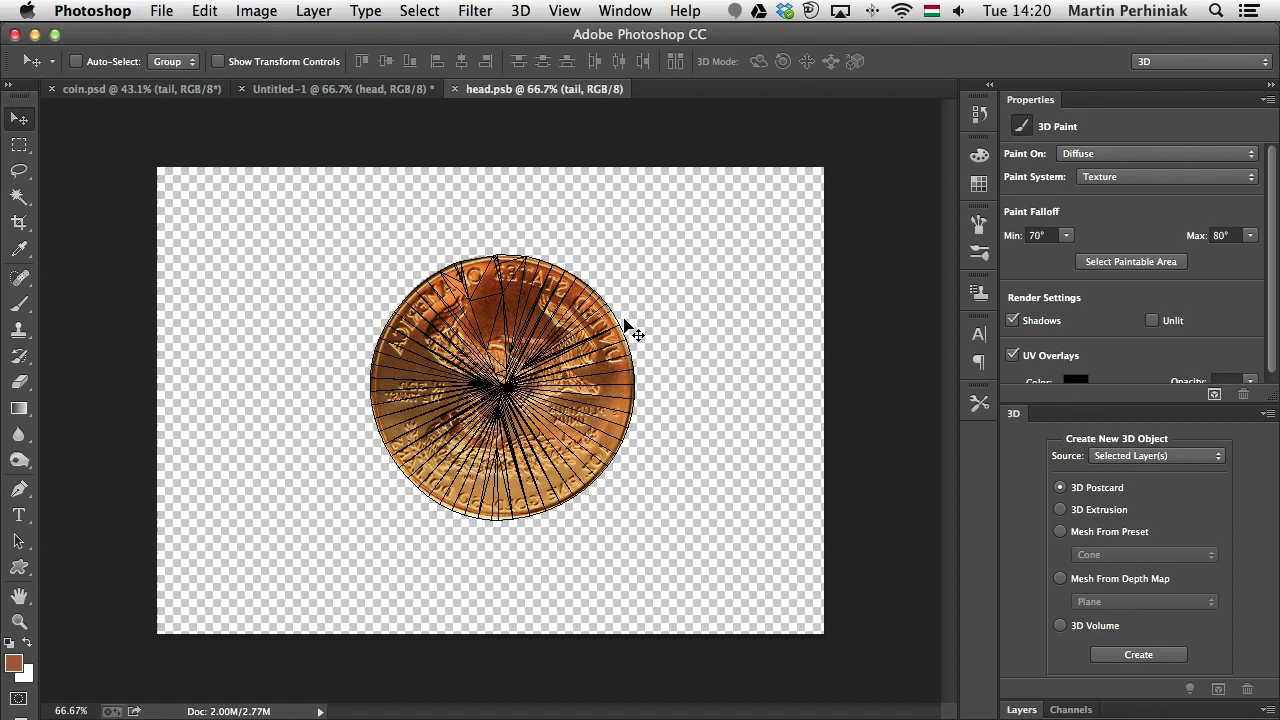 Photoshop File Edit Image Layer Type Select Filter 3D View Window Help Tue 14:20 Martin Perhiniak
Adobe Photoshop CC
Auto-Select: Group Show Transform Controls 3D Mode: 3D
coin.psd @ 43.1% (tail, RGB/8*) Untitled-1 @ 66.7% (head, RGB/8) * head.psb @ 66.7% (tail, RGB/8)
Properties
3D Paint
Paint On: Diffuse
Paint System: Texture
Paint Falloff
Min: 70° Max: 80°
Select Paintable Area
Render Settings
Shadows Unlit
UV Overlays
Color: Opacity:
3D
Create New 3D Object
Source: Selected Layer(s)
3D Postcard
3D Extrusion
Mesh From Preset
Cone
Mesh From Depth Map
Plane
3D Volume
Create
66.67% Doc: 2.00M/2.77M
Layers Channels